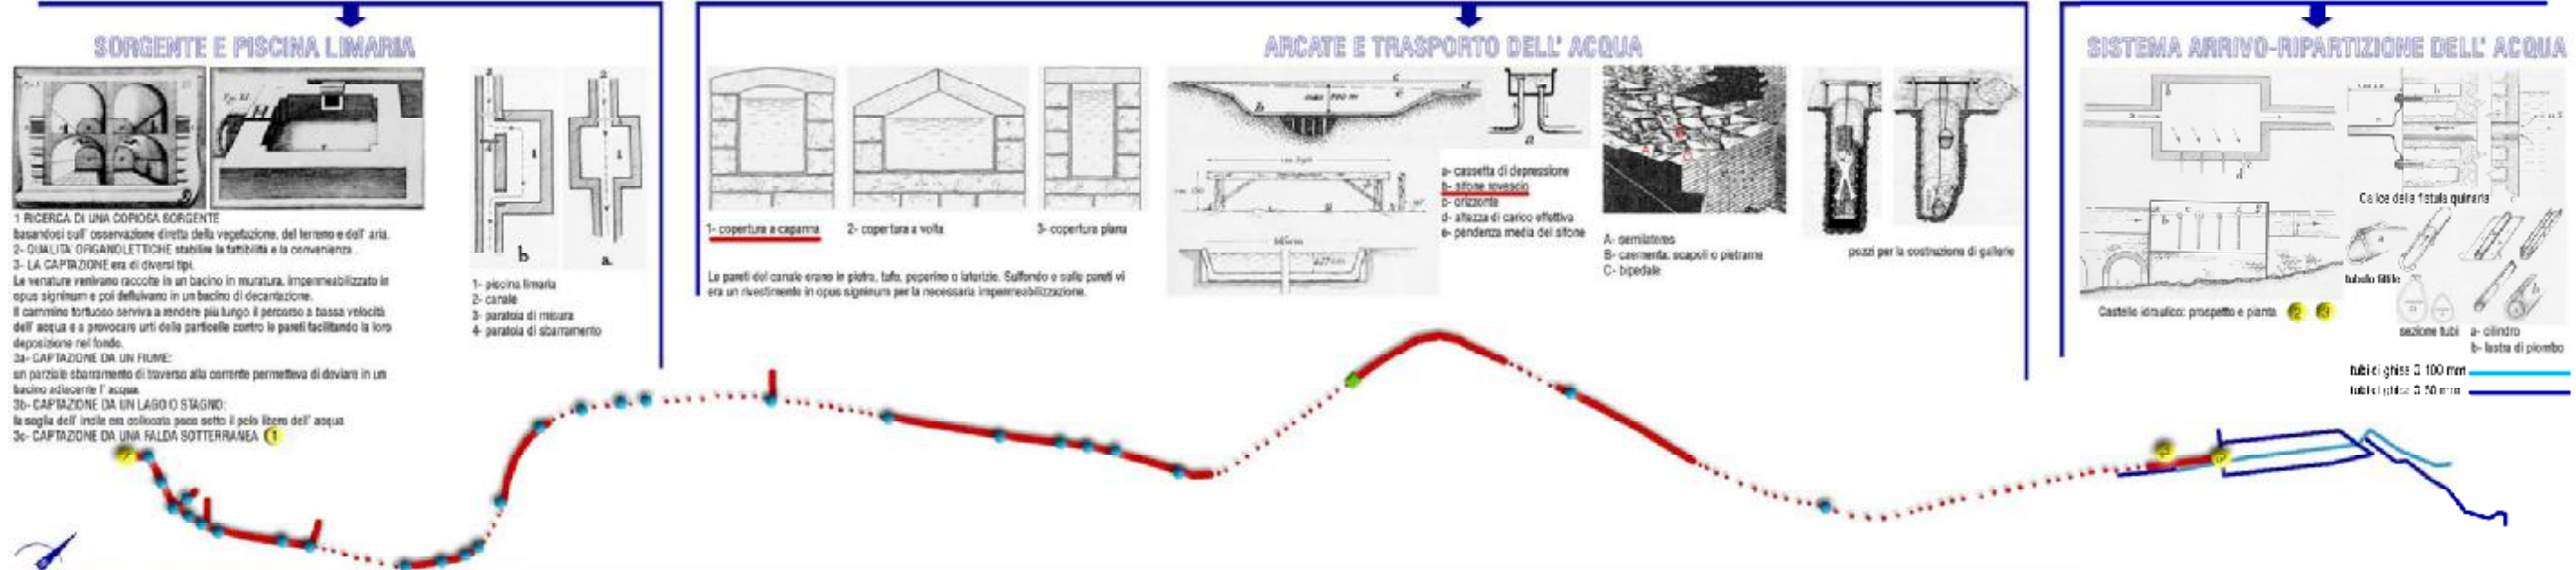 SORGENTE E PISCINA LIMARIA
1 RICERCA DI UNA COPIOSA SORGENTE
basandosi sull' osservazione diretta della vegetazione, del terreno e dell' aria.
2- QUALITA' ORGANOLETTICHE stabilire la fattibilità e la convenienza.
3- LA CAPTAZIONE era di diversi tipi.
Le venature venivano raccolte in un bacino in muratura, impermeabilizzato in
opus signinum e poi defluivano in un bacino di decantazione.
Il cammino tortuoso serviva a rendere più lungo il percorso a bassa velocità
dell' acqua e a provocare urti delle particelle contro le pareti facilitando la loro
deposizione nel fondo.
3a- CAPTAZIONE DA UN FIUME:
un parziale sbarramento di traverso alla corrente permetteva di deviare in un
bacino adiacente l' acqua.
3b- CAPTAZIONE DA UN LAGO O STAGNO:
la soglia dell' incile era collocata poco sotto il pelo libero dell' acqua
3c- CAPTAZIONE DA UNA FALDA SOTTERRANEA 1
b
a.
1- piscina limaria
2- canale
3- paratoia di misura
4- paratoia di sbarramento
ARCATE E TRASPORTO DELL' ACQUA
1- copertura a capanna
2- copertura a volta
3- copertura plana
Le pareti del canale erano in pietra, tufo, peperino o laterizio. Sulfondo e sulle pareti vi
era un rivestimento in opus signinum per la necessaria impermeabilizzazione.
a
a- cassetta di depressione
b- sifone rovescio
c- orizzonte
d- altezza di carico effettiva
e- pendenza media del sifone
A- semilateres
B- caementa: scapoli o pietrame
C- bipedale
pozzi per la costruzione di gallerie
SISTEMA ARRIVO-RIPARTIZIONE DELL' ACQUA
Calice della fistula quinaria
tubulo fittile
Castello idraulico: prospetto e pianta
sezione tubi
a- cilindro
b- lastra di piombo
tubi di ghisa 100 mm
tubi di ghisa 50 mm